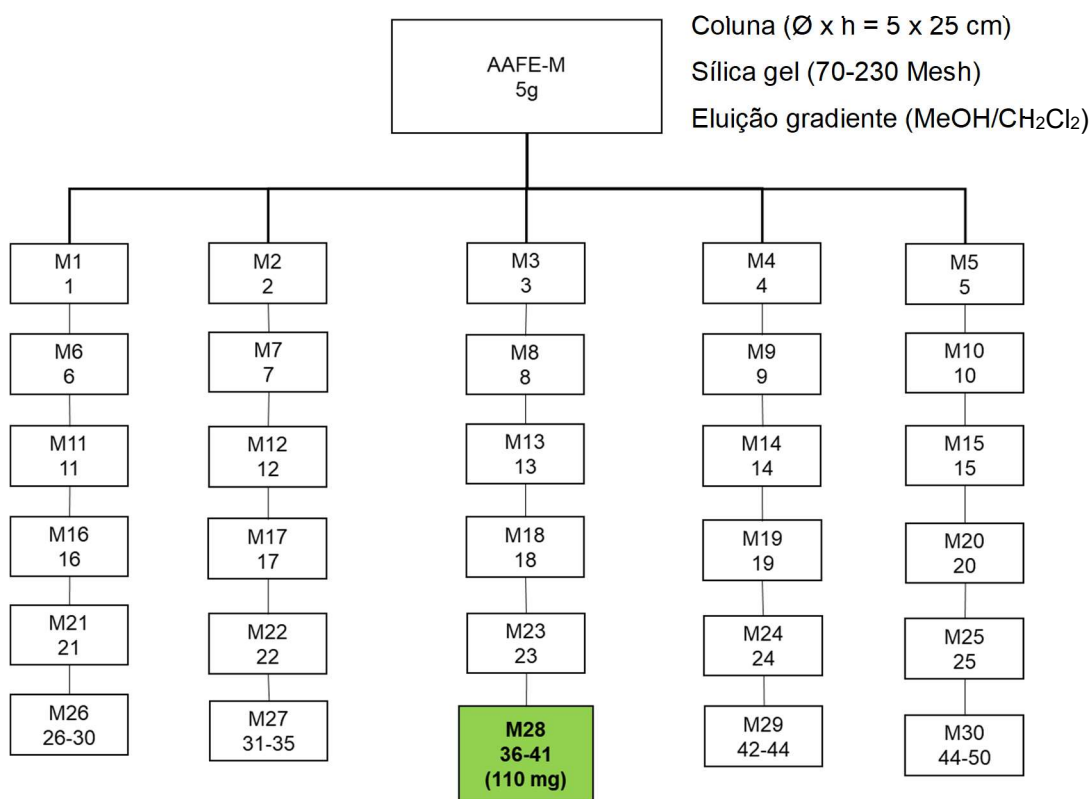 AAFE-M
5g
Coluna (Ø x h = 5 x 25 cm)
Sílica gel (70-230 Mesh)
Eluição gradiente (MeOH/CH₂Cl₂)
M1
1
M2
2
M3
3
M4
4
M5
5
M6
6
M7
7
M8
8
M9
9
M10
10
M11
11
M12
12
M13
13
M14
14
M15
15
M16
16
M17
17
M18
18
M19
19
M20
20
M21
21
M22
22
M23
23
M24
24
M25
25
M26
26-30
M27
31-35
M28
36-41
(110 mg)
M29
42-44
M30
44-50